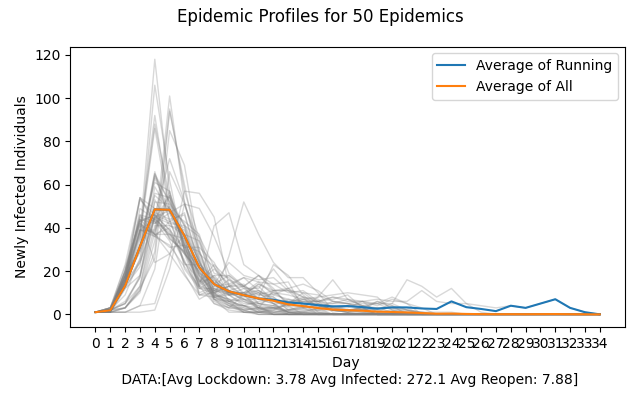 Epidemic Profiles for 50 Epidemics
Newly Infected Individuals
120
100
80
60
40
20
0
Average of Running
Average of All
0 1 2 3 4 5 6 7 8 9 10 11 12 13 14 15 16 17 18 19 20 21 22 23 24 25 26 27 28 29 30 31 32 33 34
Day
DATA:[Avg Lockdown: 3.78 Avg Infected: 272.1 Avg Reopen: 7.88]